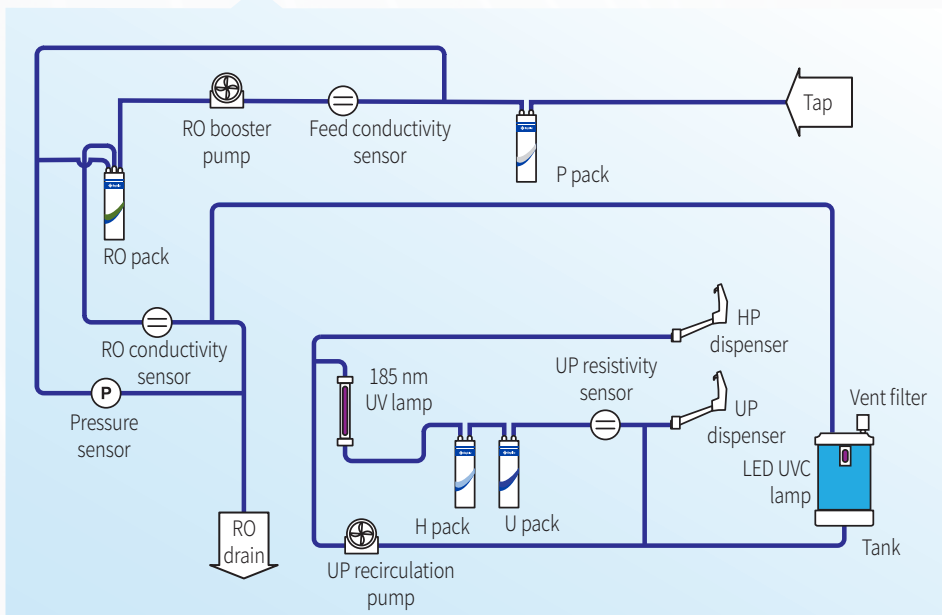 Tap
RO booster
pump
Feed conductivity
sensor
P pack
RO pack
RO conductivity
sensor
P
Pressure
sensor
RO
drain
185 nm
UV lamp
UP resistivity
sensor
HP
dispenser
UP
dispenser
Vent filter
LED UVC
lamp
H pack
U pack
UP recirculation
pump
Tank